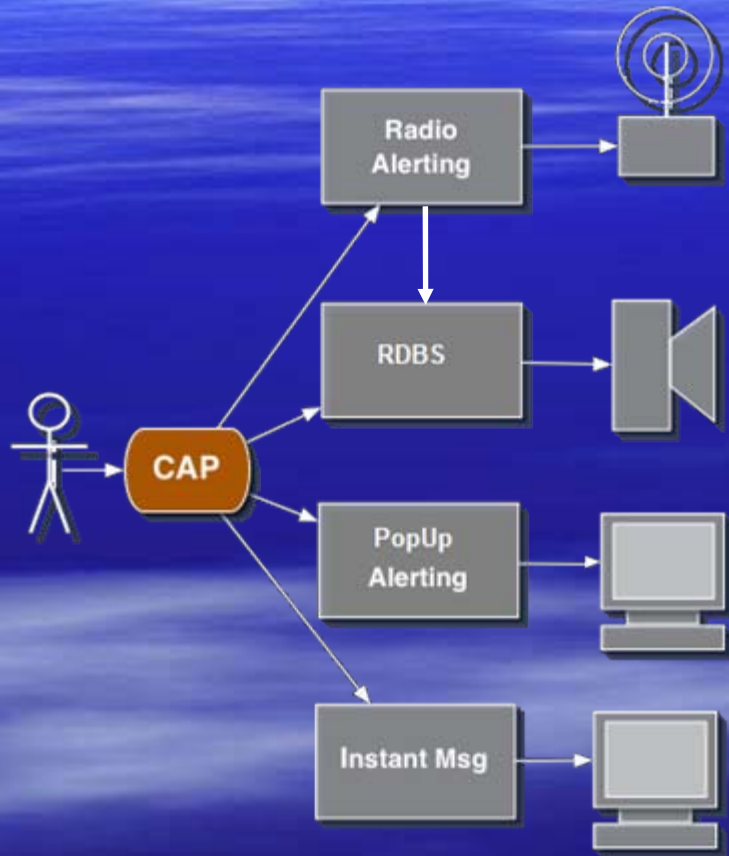 Radio
Alerting
RDBS
CAP
PopUp
Alerting
Instant Msg